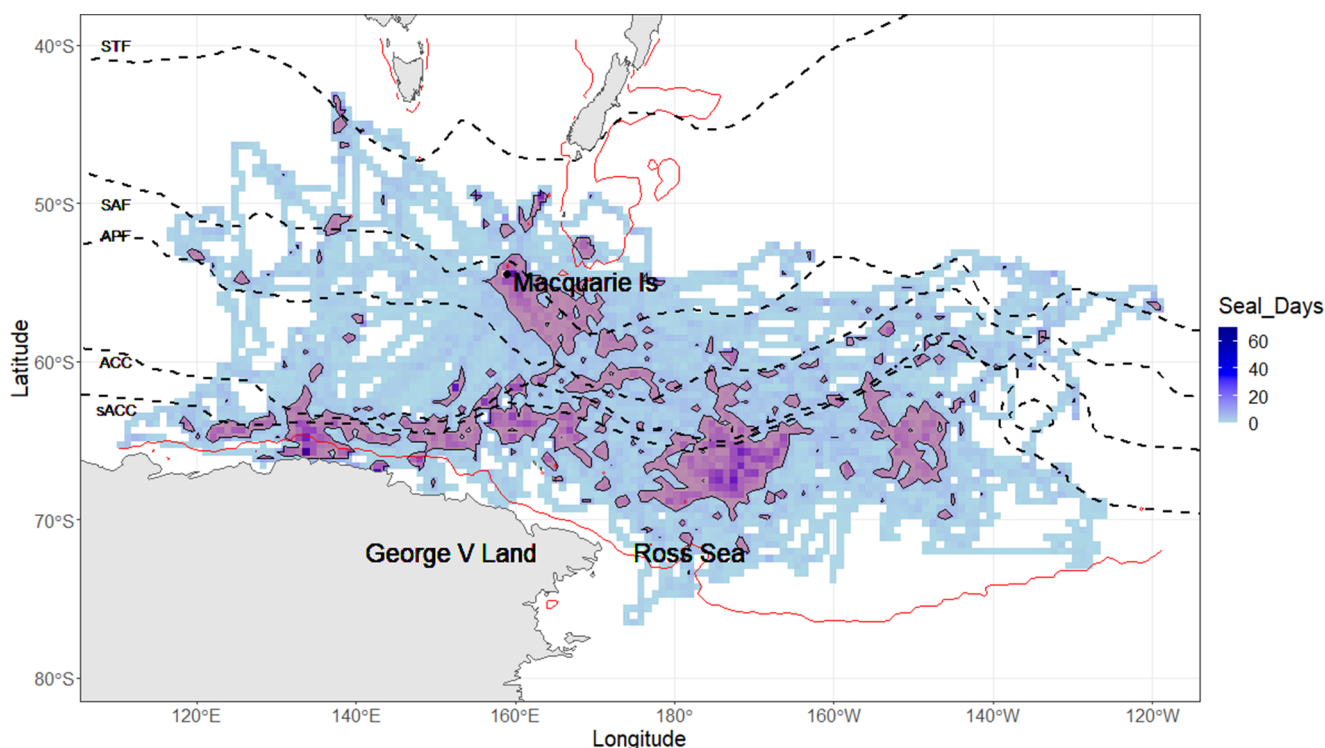 40°S
STF
50°S
SAF
APF
Macquarie Is
60°S
ACC
sACC
70°S
George V Land
Ross Sea
80°S
120°E
140°E
160°E
180°
160°W
140°W
120°W
Longitude
Latitude
Seal_Days
60
40
20
0